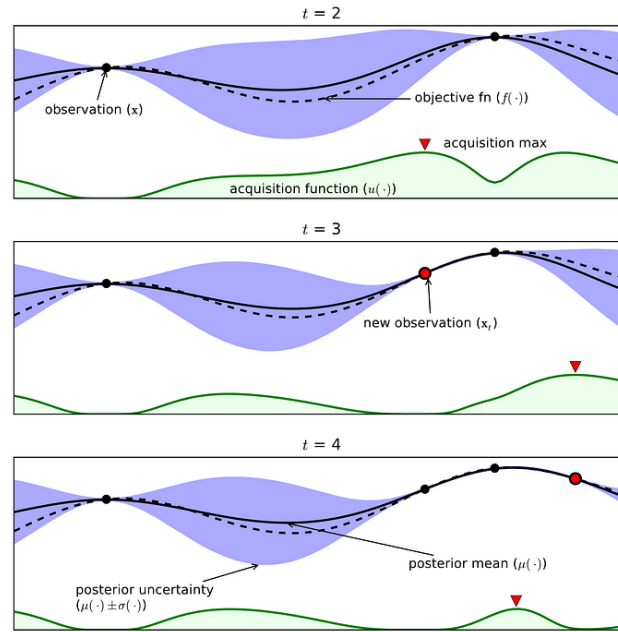 t = 2
observation (x)
objective fn (f(·))
acquisition max
acquisition function (u(·))
t = 3
new observation (xₜ)
t = 4
posterior mean (μ(·))
posterior uncertainty
(μ(·) ±σ(·))